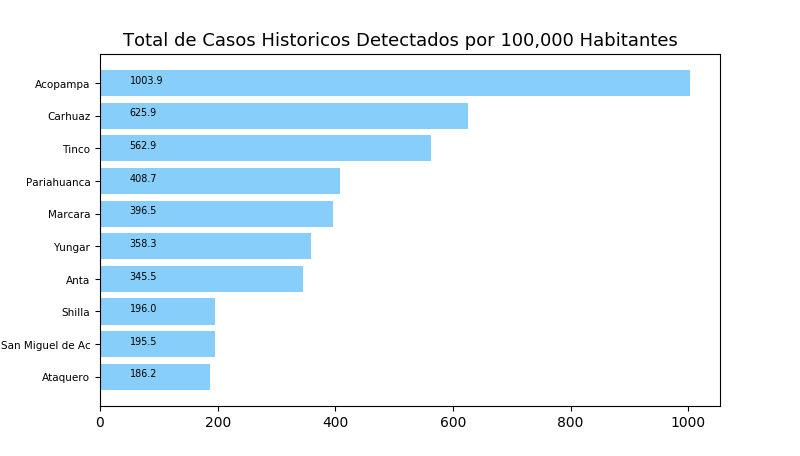 Total de Casos Historicos Detectados por 100,000 Habitantes
Acopampa 1003.9
Carhuaz 625.9
Tinco 562.9
Pariahuanca 408.7
Marcara 396.5
Yungar 358.3
Anta 345.5
Shilla 196.0
San Miguel de Ac 195.5
Ataquero 186.2
0 200 400 600 800 1000